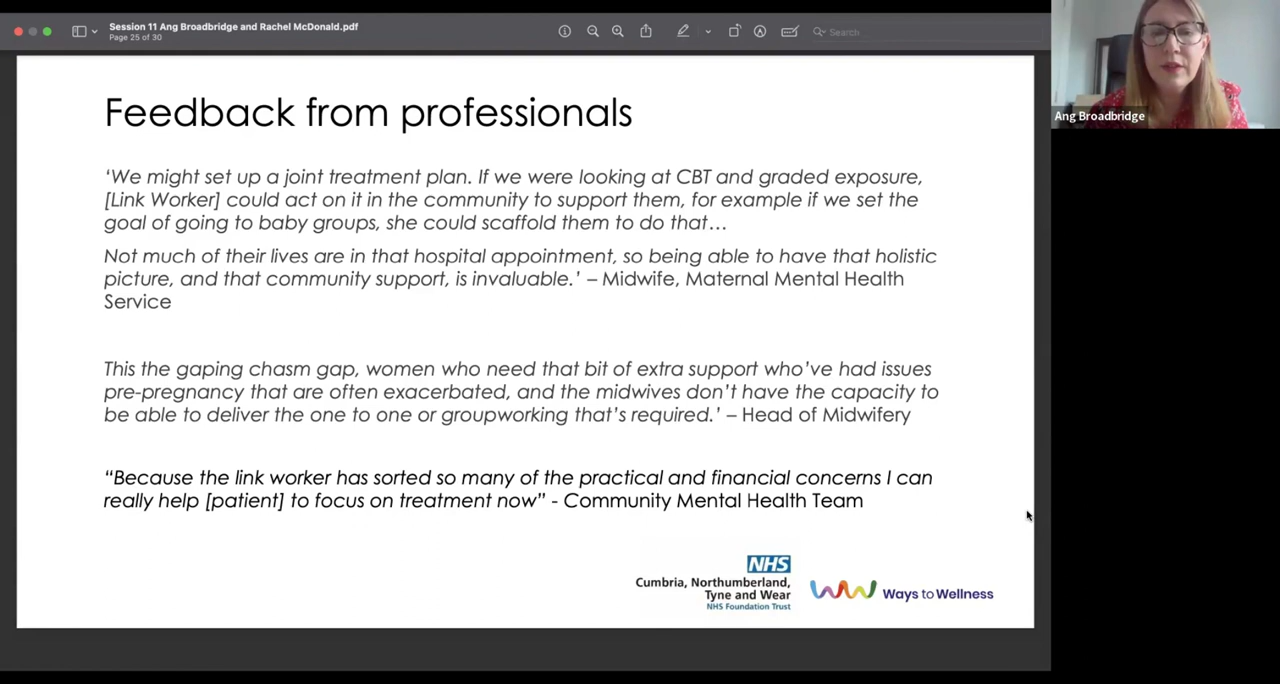 Session 11 Ang Broadbridge and Rachel McDonald.pdf
Page 25 of 30
Search
Ang Broadbridge
Feedback from professionals
‘We might set up a joint treatment plan. If we were looking at CBT and graded exposure,
[Link Worker] could act on it in the community to support them, for example if we set the
goal of going to baby groups, she could scaffold them to do that…
Not much of their lives are in that hospital appointment, so being able to have that holistic
picture, and that community support, is invaluable.’ – Midwife, Maternal Mental Health
Service
This the gaping chasm gap, women who need that bit of extra support who’ve had issues
pre-pregnancy that are often exacerbated, and the midwives don’t have the capacity to
be able to deliver the one to one or groupworking that’s required.’ – Head of Midwifery
“Because the link worker has sorted so many of the practical and financial concerns I can
really help [patient] to focus on treatment now” - Community Mental Health Team
NHS
Cumbria, Northumberland,
Tyne and Wear
NHS Foundation Trust
Ways to Wellness